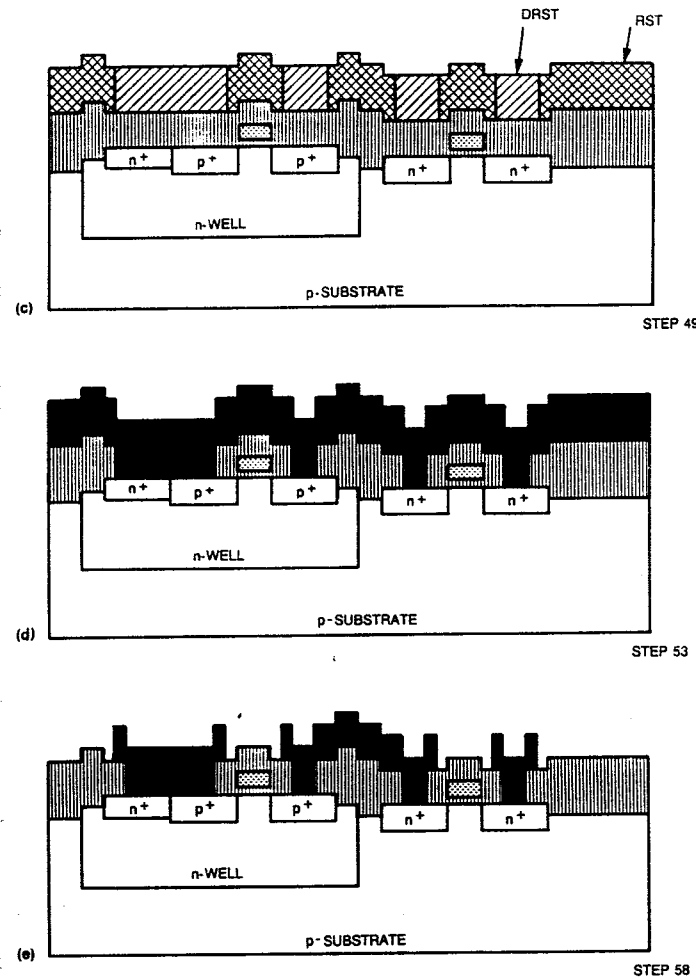 DRST
RST
n+ p+ p+ n+ n+
n-WELL
p-SUBSTRATE
(c)
STEP 49
n+ p+ p+ n+ n+
n-WELL
p-SUBSTRATE
(d)
STEP 53
n+ p+ p+ n+ n+
n-WELL
p-SUBSTRATE
(e)
STEP 58